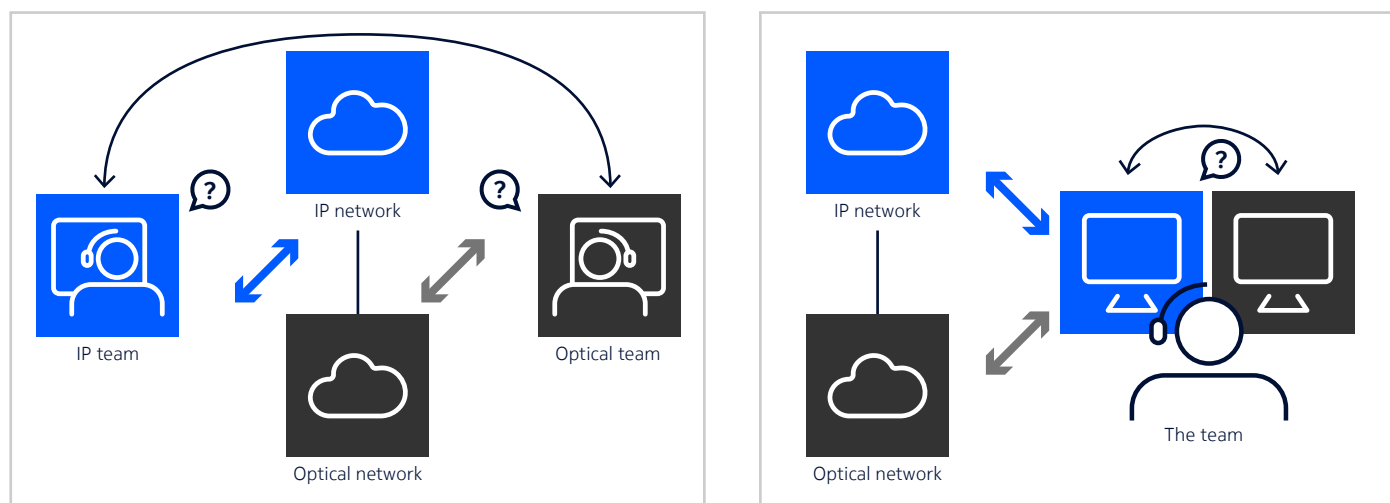 ?
?
IP network
IP team
Optical team
Optical network
?
IP network
The team
Optical network